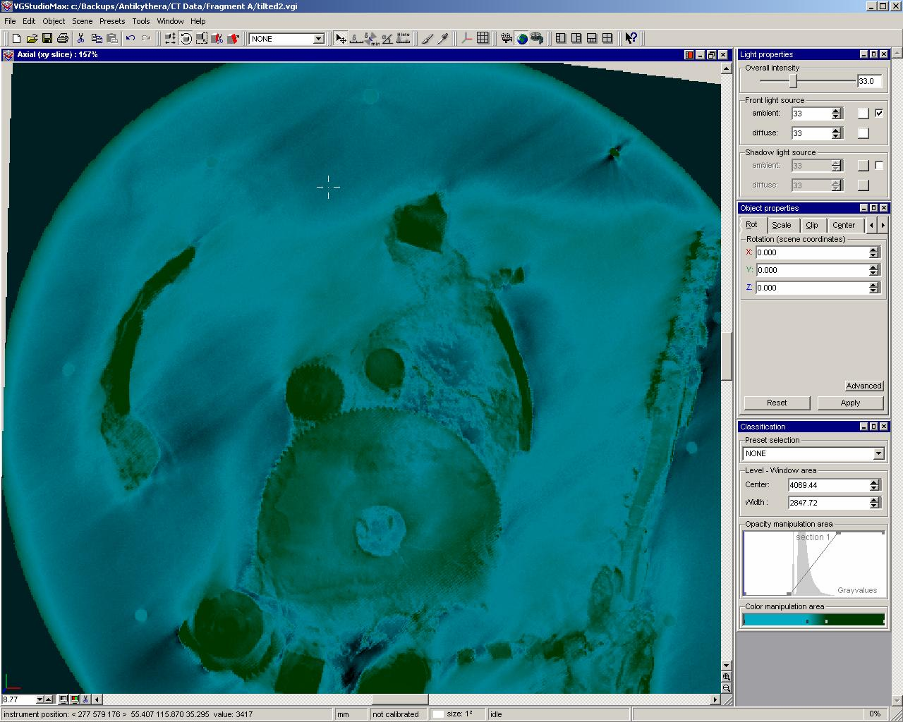 VGStudioMax: c:/Backups/Antikythera/CT Data/Fragment A/tilted2.vgi
File Edit Object Scene Presets Tools Window Help
NONE
Axial (xy slice) : 157%
Light properties
Overall intensity
33.0
Front light source
ambient: 33
diffuse: 33
Shadow light source
ambient: 33
diffuse: 33
Object properties
Rot Scale Clip Center
Rotation (scene coordinates)
X: 0.000
Y: 0.000
Z: 0.000
Advanced
Reset Apply
Classification
Preset selection
NONE
Level - Window area
Center: 4069.44
Width : 2847.72
Opacity manipulation area
section 1
Grayvalues
Color manipulation area
8.77
instrument position: < 277 579 176 > 55.407 115.870 35.295 value: 3417 mm not calibrated size: 1° idle 0%